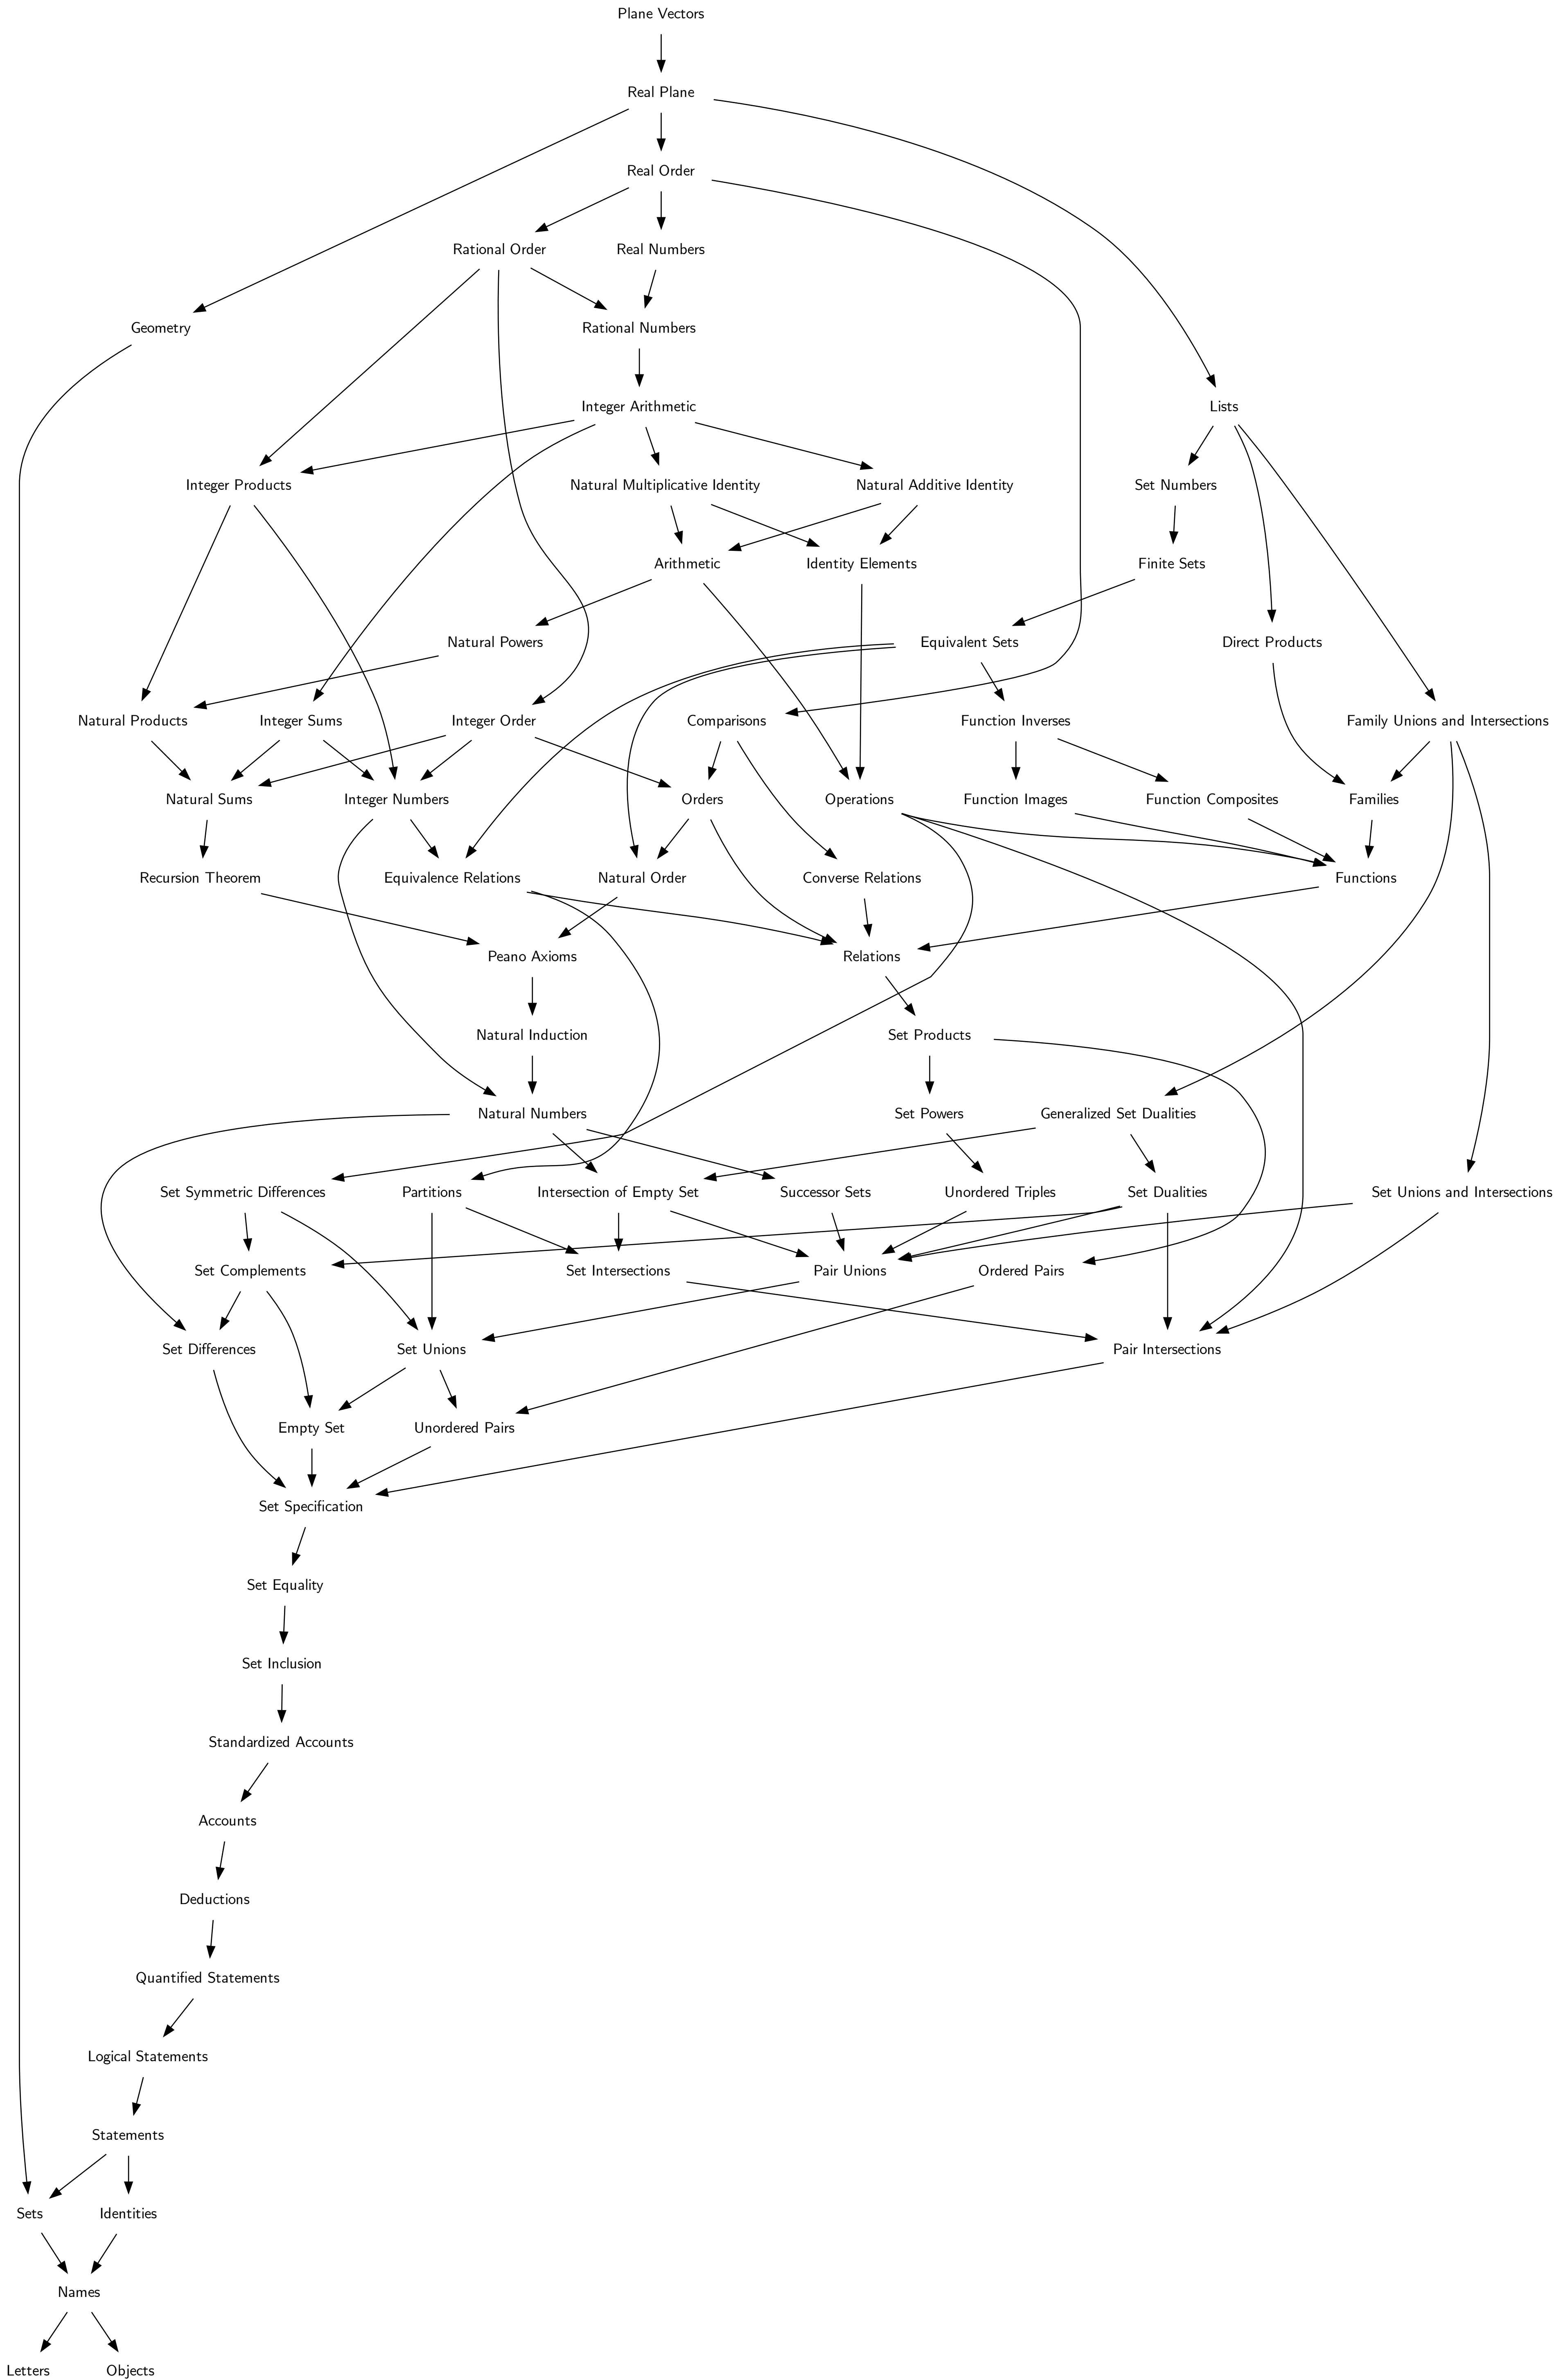 Plane Vectors
Real Plane
Real Order
Rational Order
Real Numbers
Geometry
Rational Numbers
Integer Arithmetic
Lists
Integer Products
Natural Multiplicative Identity
Natural Additive Identity
Set Numbers
Arithmetic
Identity Elements
Finite Sets
Natural Powers
Equivalent Sets
Direct Products
Natural Products
Integer Sums
Integer Order
Comparisons
Function Inverses
Family Unions and Intersections
Natural Sums
Integer Numbers
Orders
Operations
Function Images
Function Composites
Families
Recursion Theorem
Equivalence Relations
Natural Order
Converse Relations
Functions
Peano Axioms
Relations
Natural Induction
Set Products
Natural Numbers
Set Powers
Generalized Set Dualities
Set Symmetric Differences
Partitions
Intersection of Empty Set
Successor Sets
Unordered Triples
Set Dualities
Set Unions and Intersections
Set Complements
Set Intersections
Pair Unions
Ordered Pairs
Set Differences
Set Unions
Pair Intersections
Empty Set
Unordered Pairs
Set Specification
Set Equality
Set Inclusion
Standardized Accounts
Accounts
Deductions
Quantified Statements
Logical Statements
Statements
Sets
Identities
Names
Letters
Objects